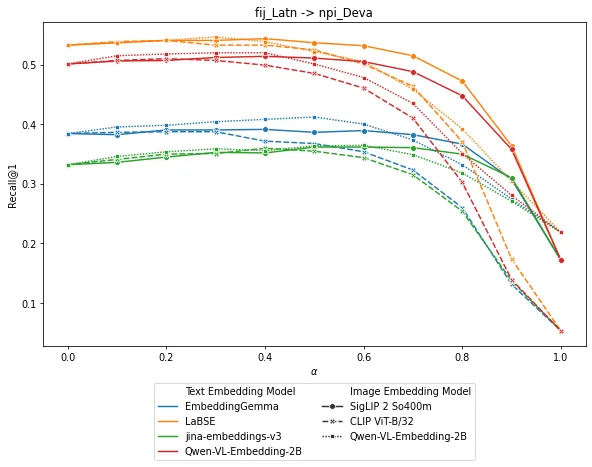 fij_Latn -> npi_Deva
Recall@1
0.5
0.4
0.3
0.2
0.1
0.0 0.2 0.4 0.6 0.8 1.0
α
Text Embedding Model
EmbeddingGemma
LaBSE
jina-embeddings-v3
Qwen-VL-Embedding-2B
Image Embedding Model
SigLIP 2 So400m
CLIP ViT-B/32
Qwen-VL-Embedding-2B